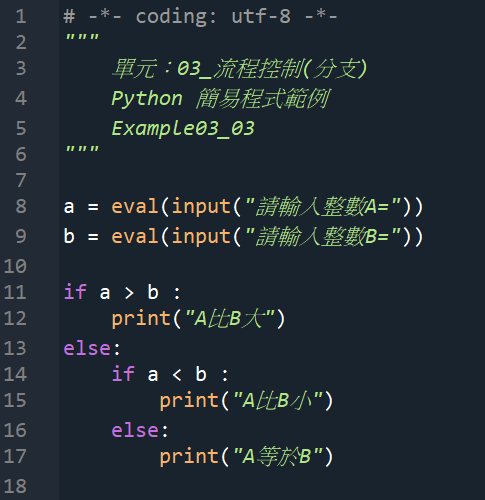 1 # -*- coding: utf-8 -*-
2 """
3     單元：03_流程控制(分支)
4     Python 簡易程式範例
5     Example03_03
6 """
7
8 a = eval(input("請輸入整數A="))
9 b = eval(input("請輸入整數B="))
10
11 if a > b :
12     print("A比B大")
13 else:
14     if a < b :
15         print("A比B小")
16     else:
17         print("A等於B")
18